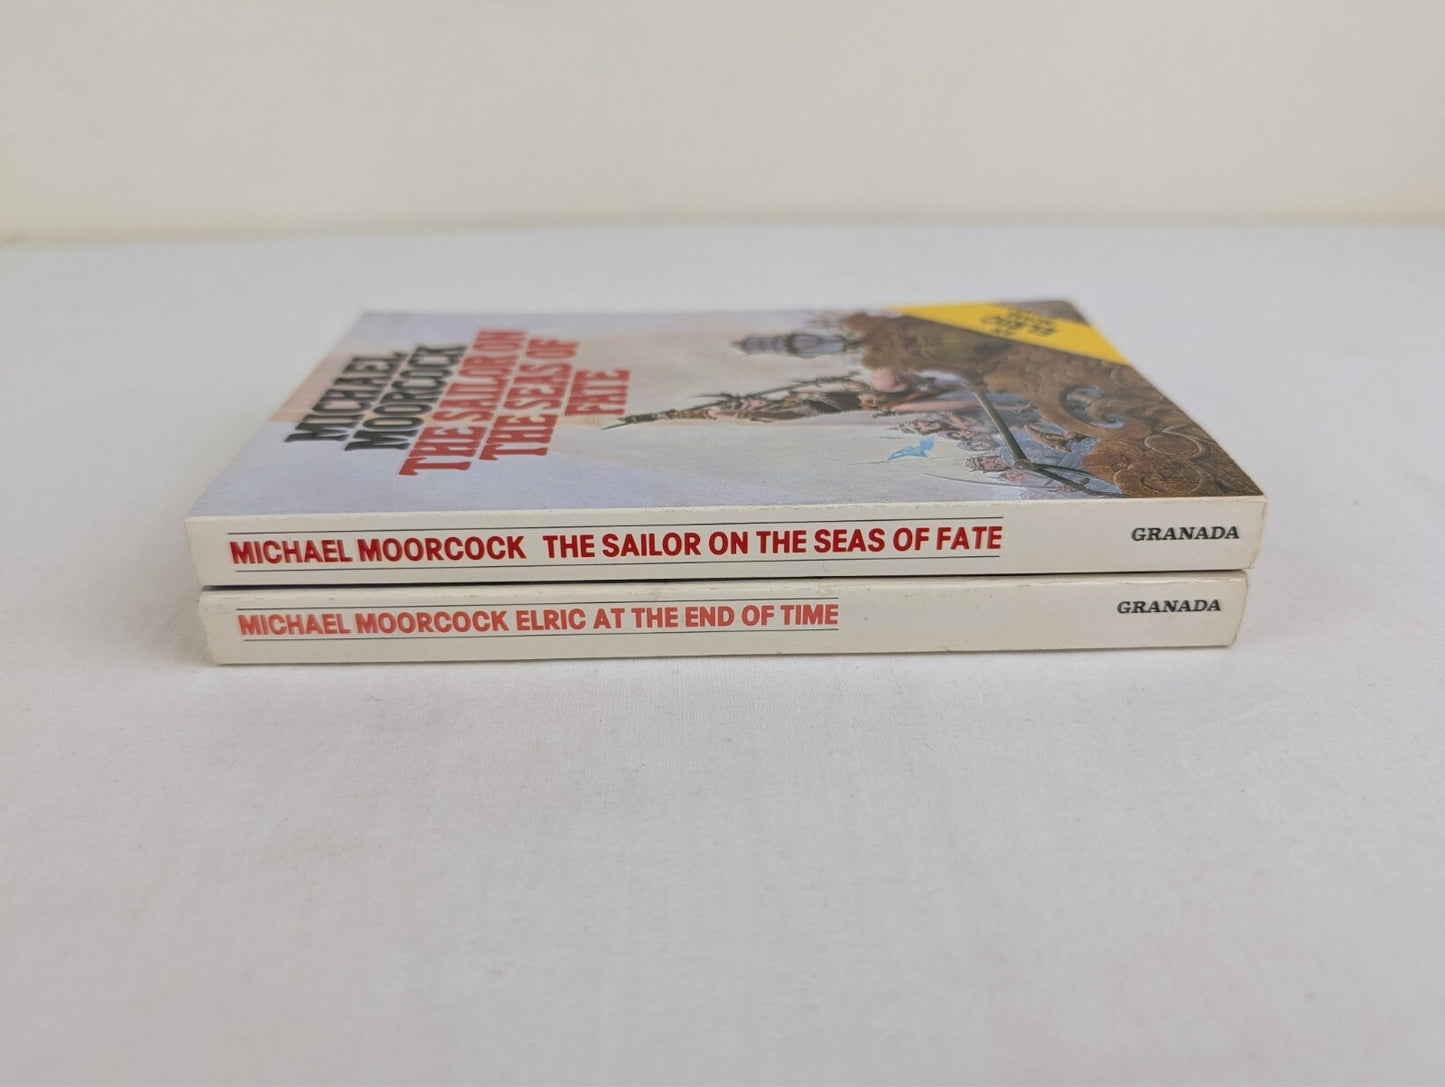 MICHAEL
MOORCOCK
THE SAILOR ON
THE SEAS OF
FATE
MICHAEL MOORCOCK THE SAILOR ON THE SEAS OF FATE GRANADA
MICHAEL MOORCOCK ELRIC AT THE END OF TIME GRANADA